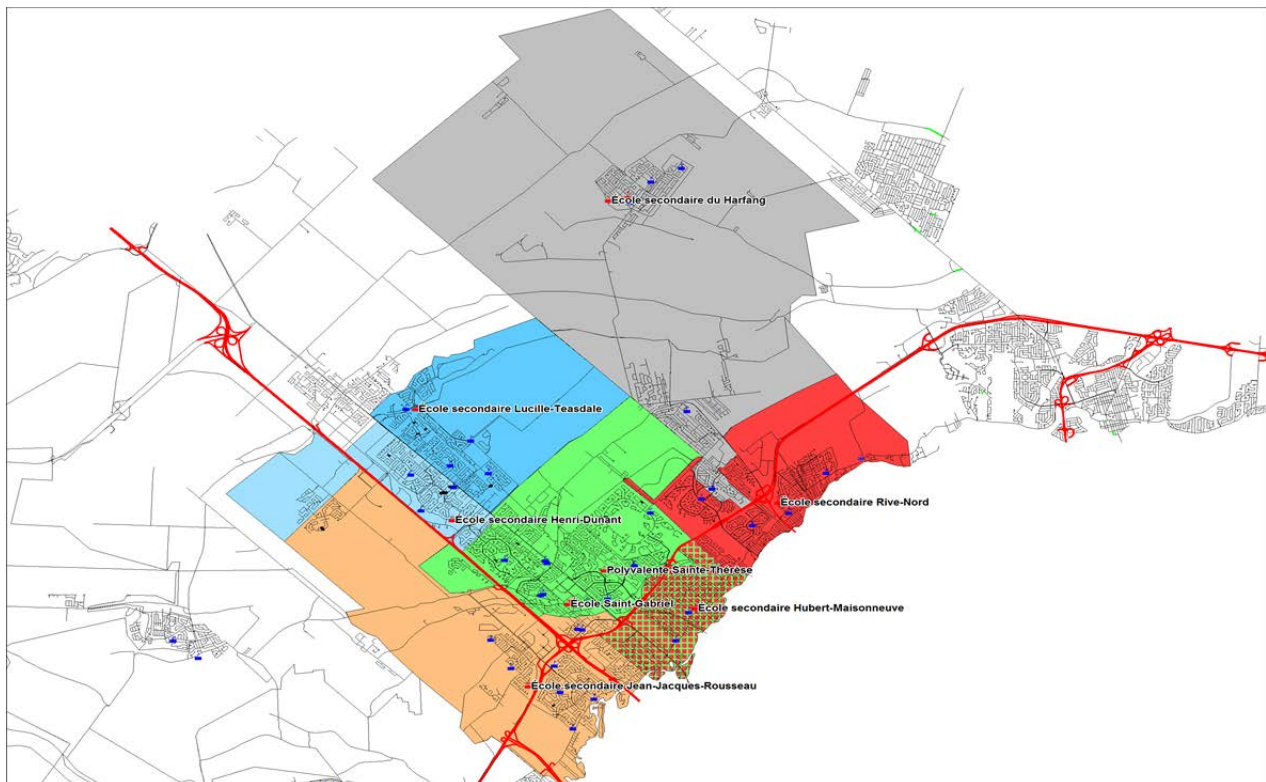 École secondaire du Harfang
École secondaire Lucille-Teasdale
École secondaire Rive-Nord
École secondaire Henri-Dunant
Polyvalente Sainte-Thérèse
École Saint-Gabriel
École secondaire Hubert-Maisonneuve
École secondaire Jean-Jacques-Rousseau